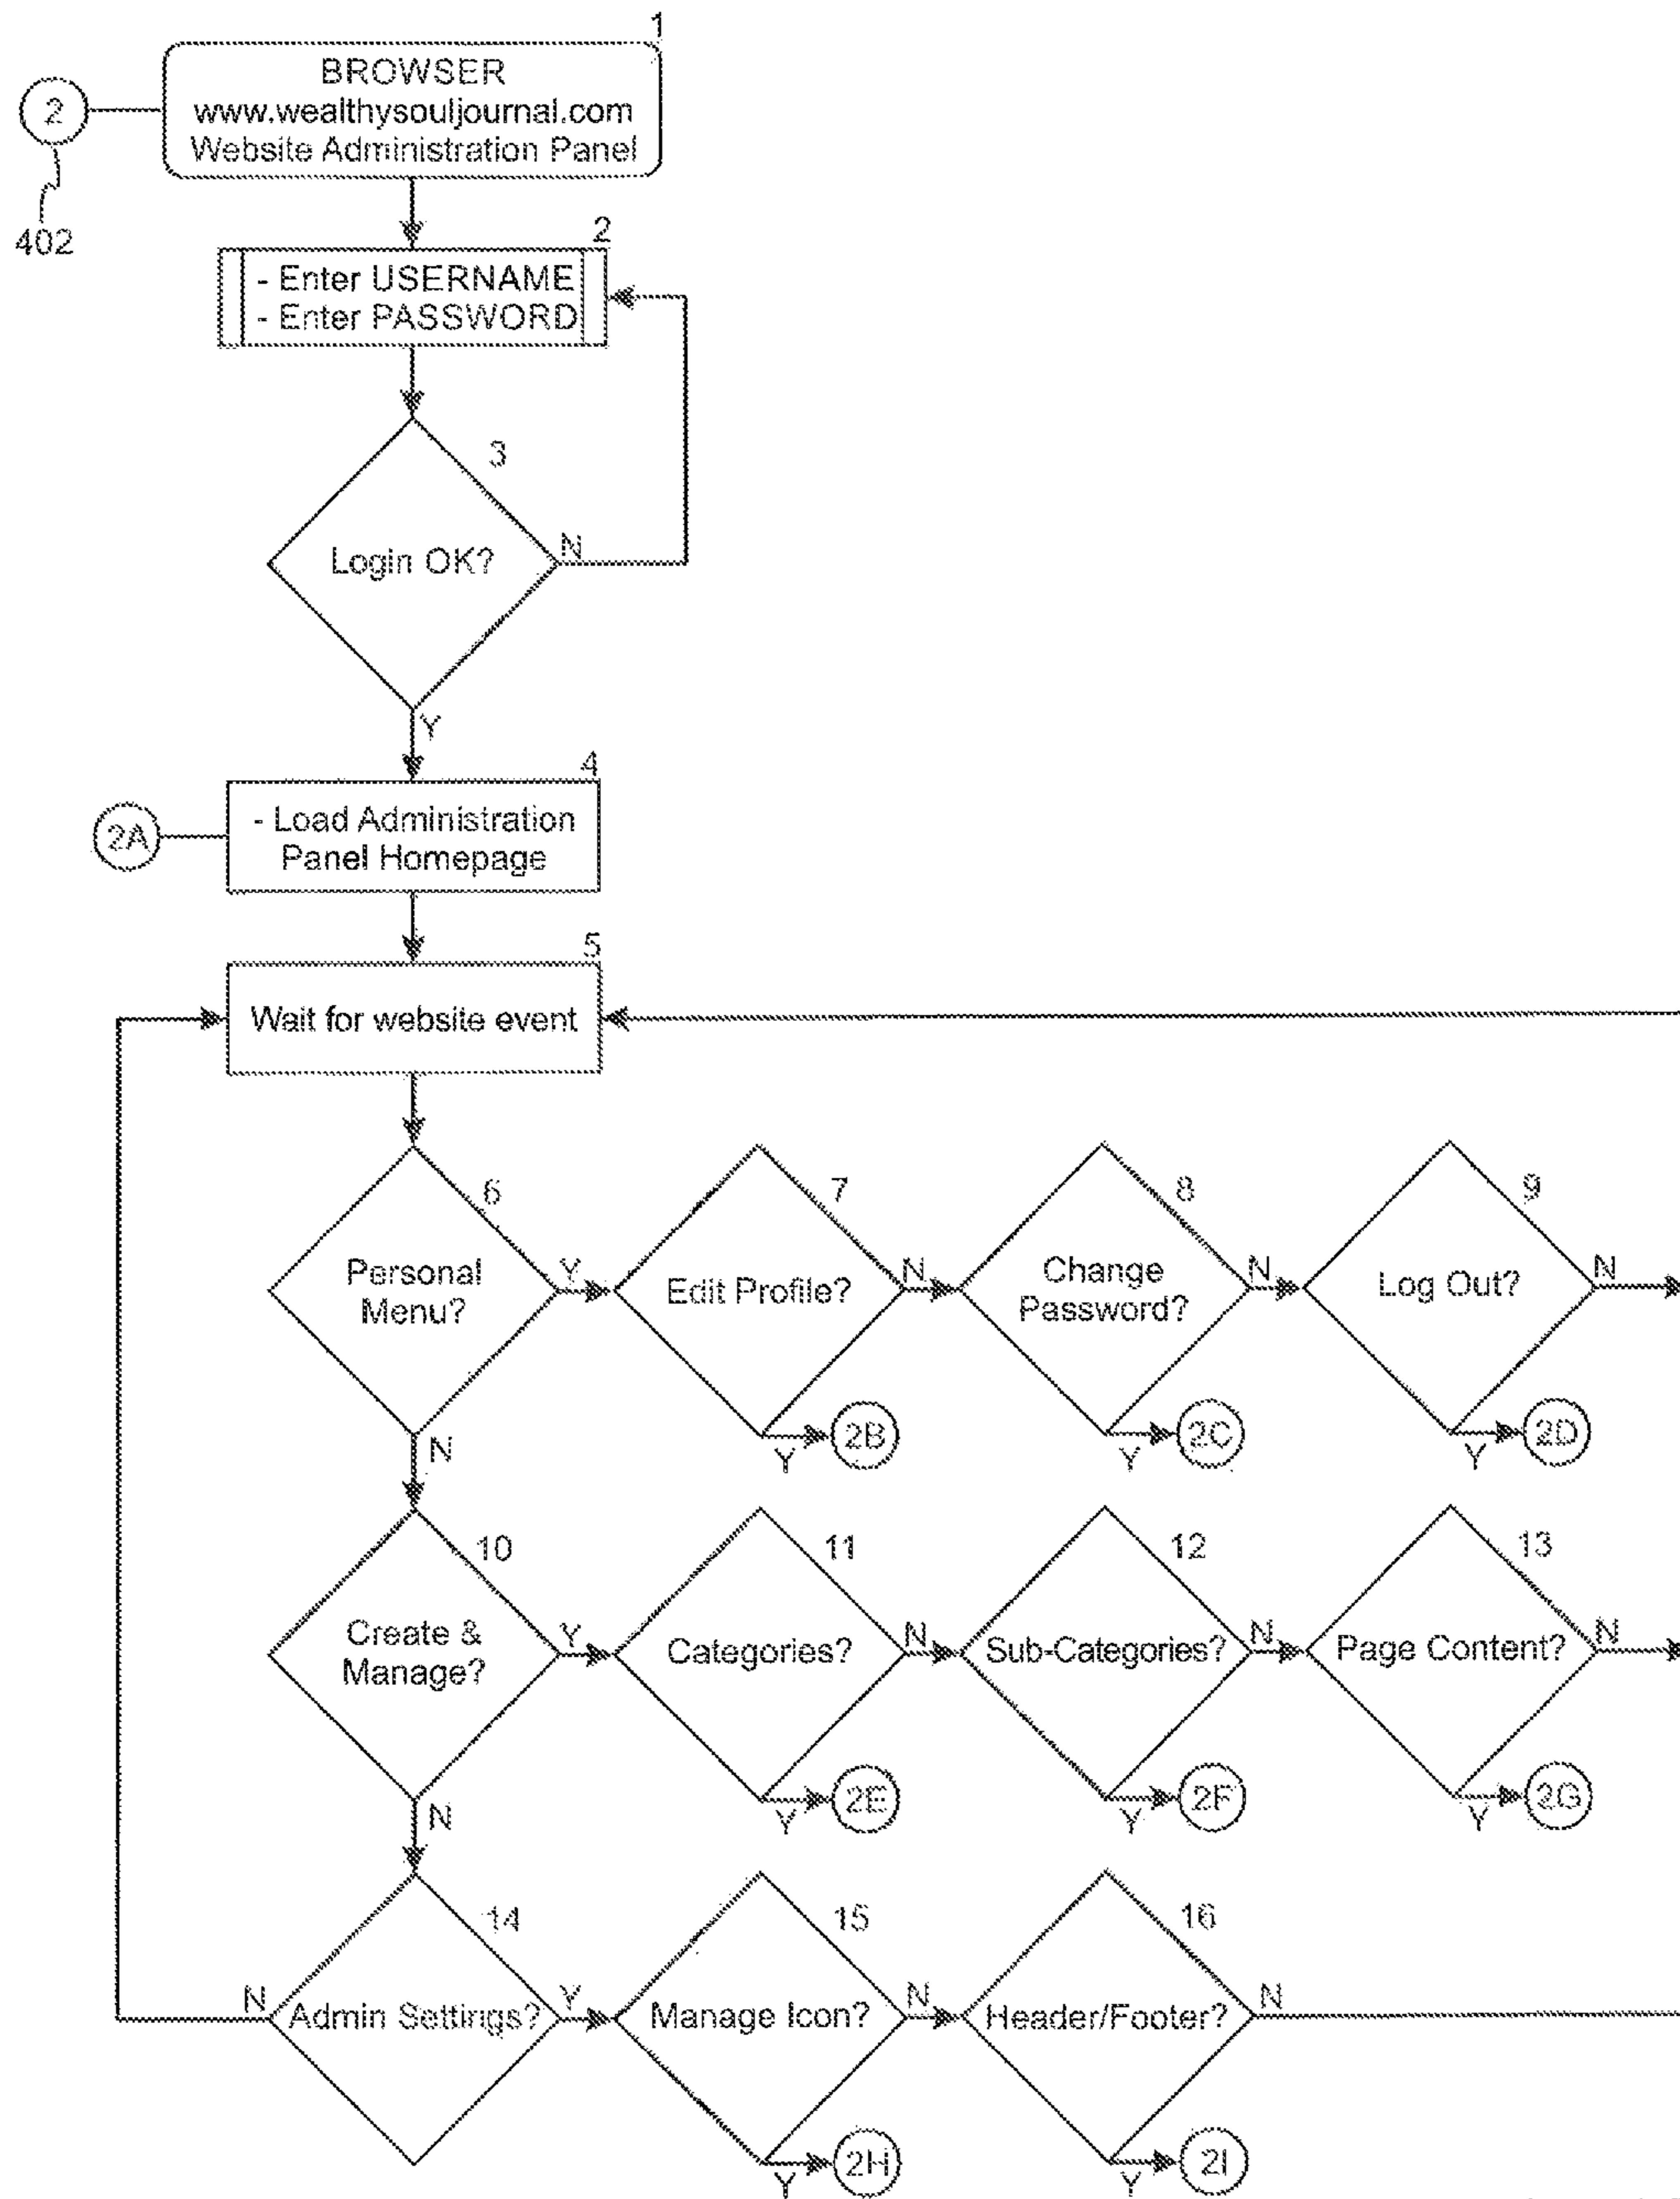 1
BROWSER
www.wealthysouljournal.com
Website Administration Panel
2
402
2
- Enter USERNAME
- Enter PASSWORD
3
Login OK?
N
Y
4
- Load Administration
Panel Homepage
2A
5
Wait for website event
6
Personal
Menu?
Y
N
7
Edit Profile?
N
Y
2B
8
Change
Password?
N
Y
2C
9
Log Out?
N
Y
2D
10
Create &
Manage?
Y
N
11
Categories?
N
Y
2E
12
Sub-Categories?
N
Y
2F
13
Page Content?
N
Y
2G
14
Admin Settings?
N
Y
15
Manage Icon?
N
Y
2H
16
Header/Footer?
N
Y
2I